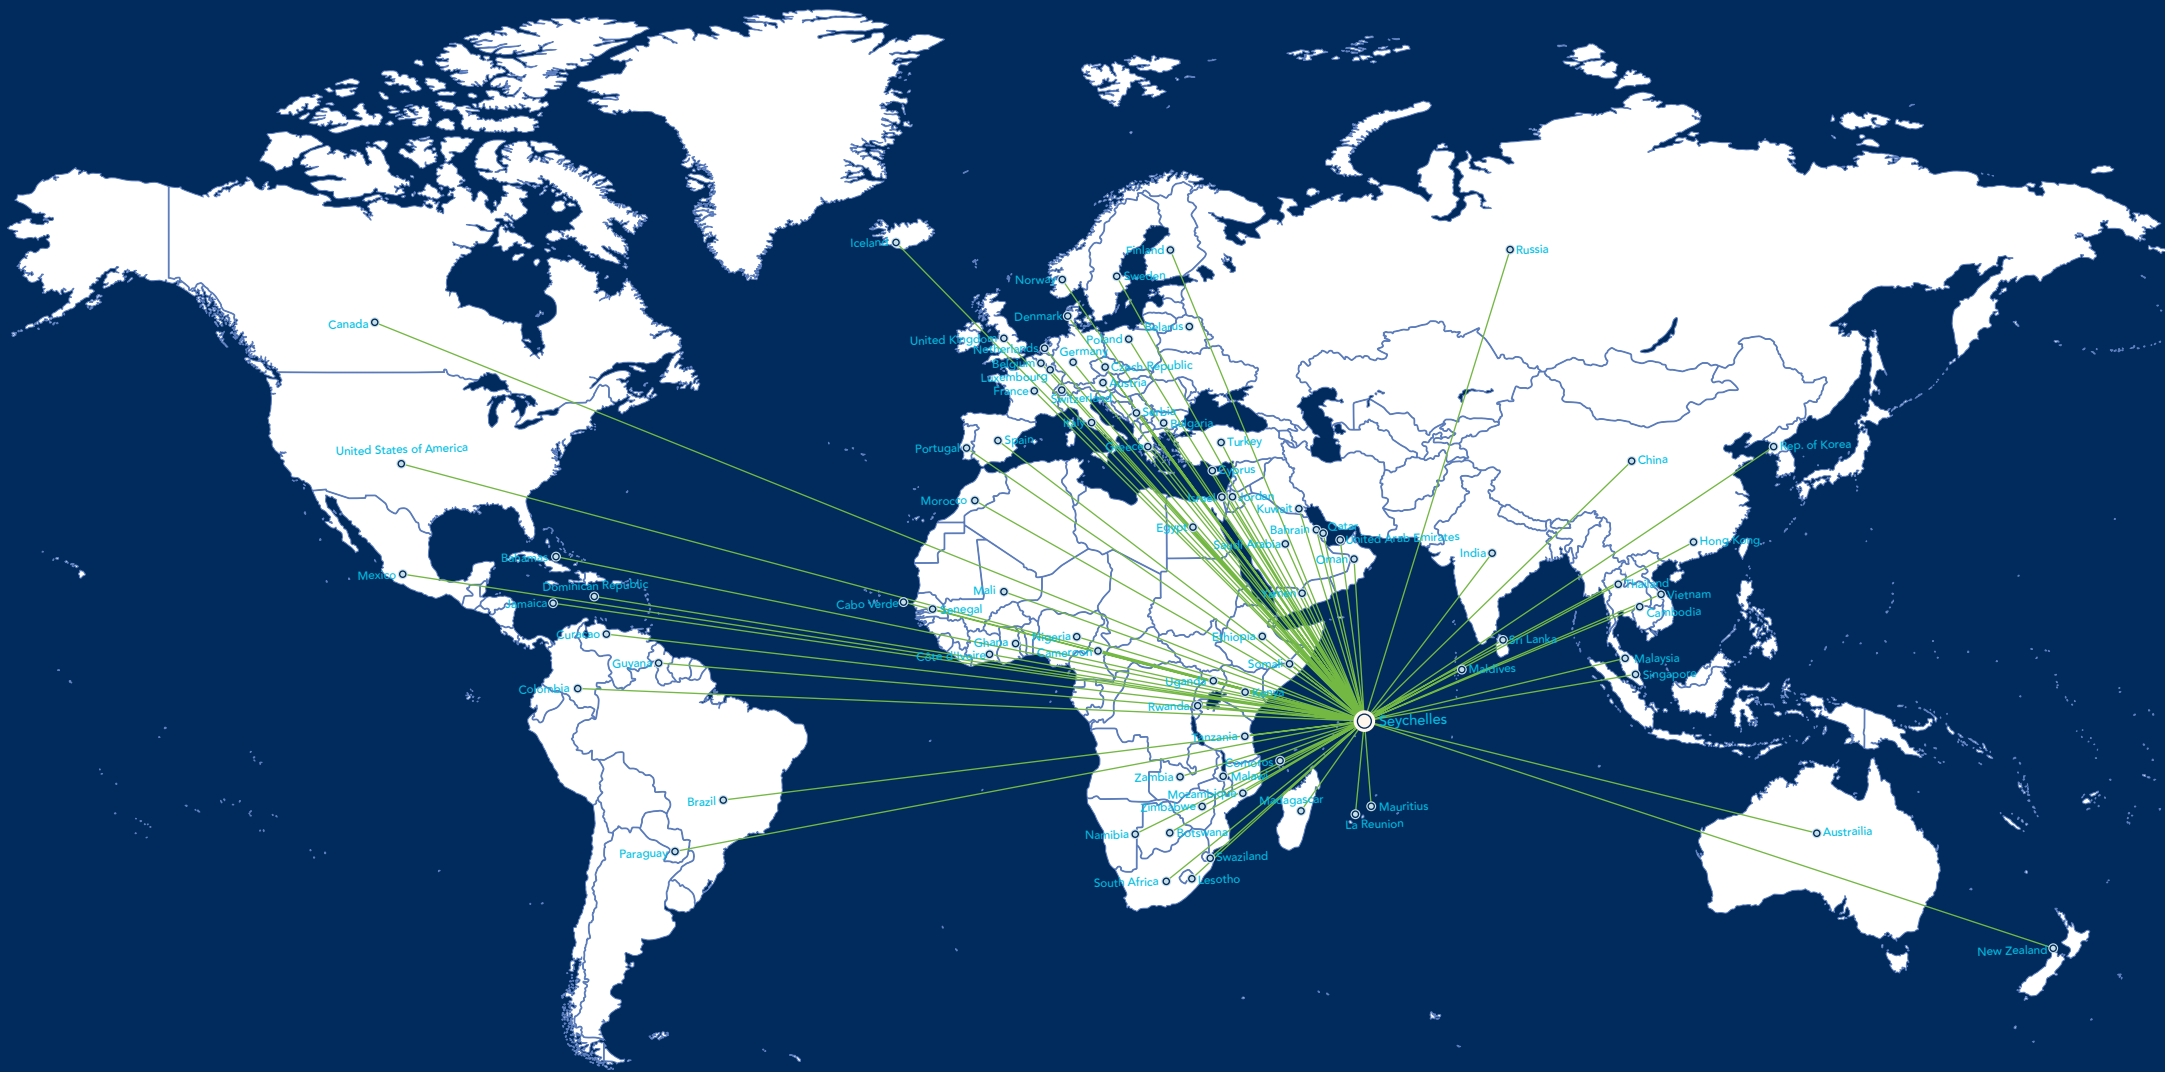 Iceland
Finland
Russia
Norway
Sweden
Canada
Denmark
Belarus
United Kingdom
Poland
Netherlands
Germany
Belgium
Czech Republic
Luxembourg
Austria
France
Switzerland
Serbia
Italy
Bulgaria
Portugal
Spain
Greece
Turkey
Rep. of Korea
United States of America
China
Cyprus
Morocco
Israel
Jordan
Kuwait
Egypt
Bahrain
Qatar
United Arab Emirates
Hong Kong
Saudi Arabia
India
Oman
Bahamas
Mexico
Dominican Republic
Thailand
Mali
Yemen
Vietnam
Jamaica
Cabo Verde
Senegal
Cambodia
Curacao
Nigeria
Ethiopia
Sri Lanka
Ghana
Côte d'Ivoire
Cameroon
Guyana
Somali
Malaysia
Maldives
Singapore
Colombia
Uganda
Kenya
Rwanda
Seychelles
Tanzania
Comoros
Zambia
Malawi
Mozambique
Brazil
Zimbabwe
Madagascar
Mauritius
La Reunion
Namibia
Botswana
Austrailia
Paraguay
Swaziland
South Africa
Lesotho
New Zealand